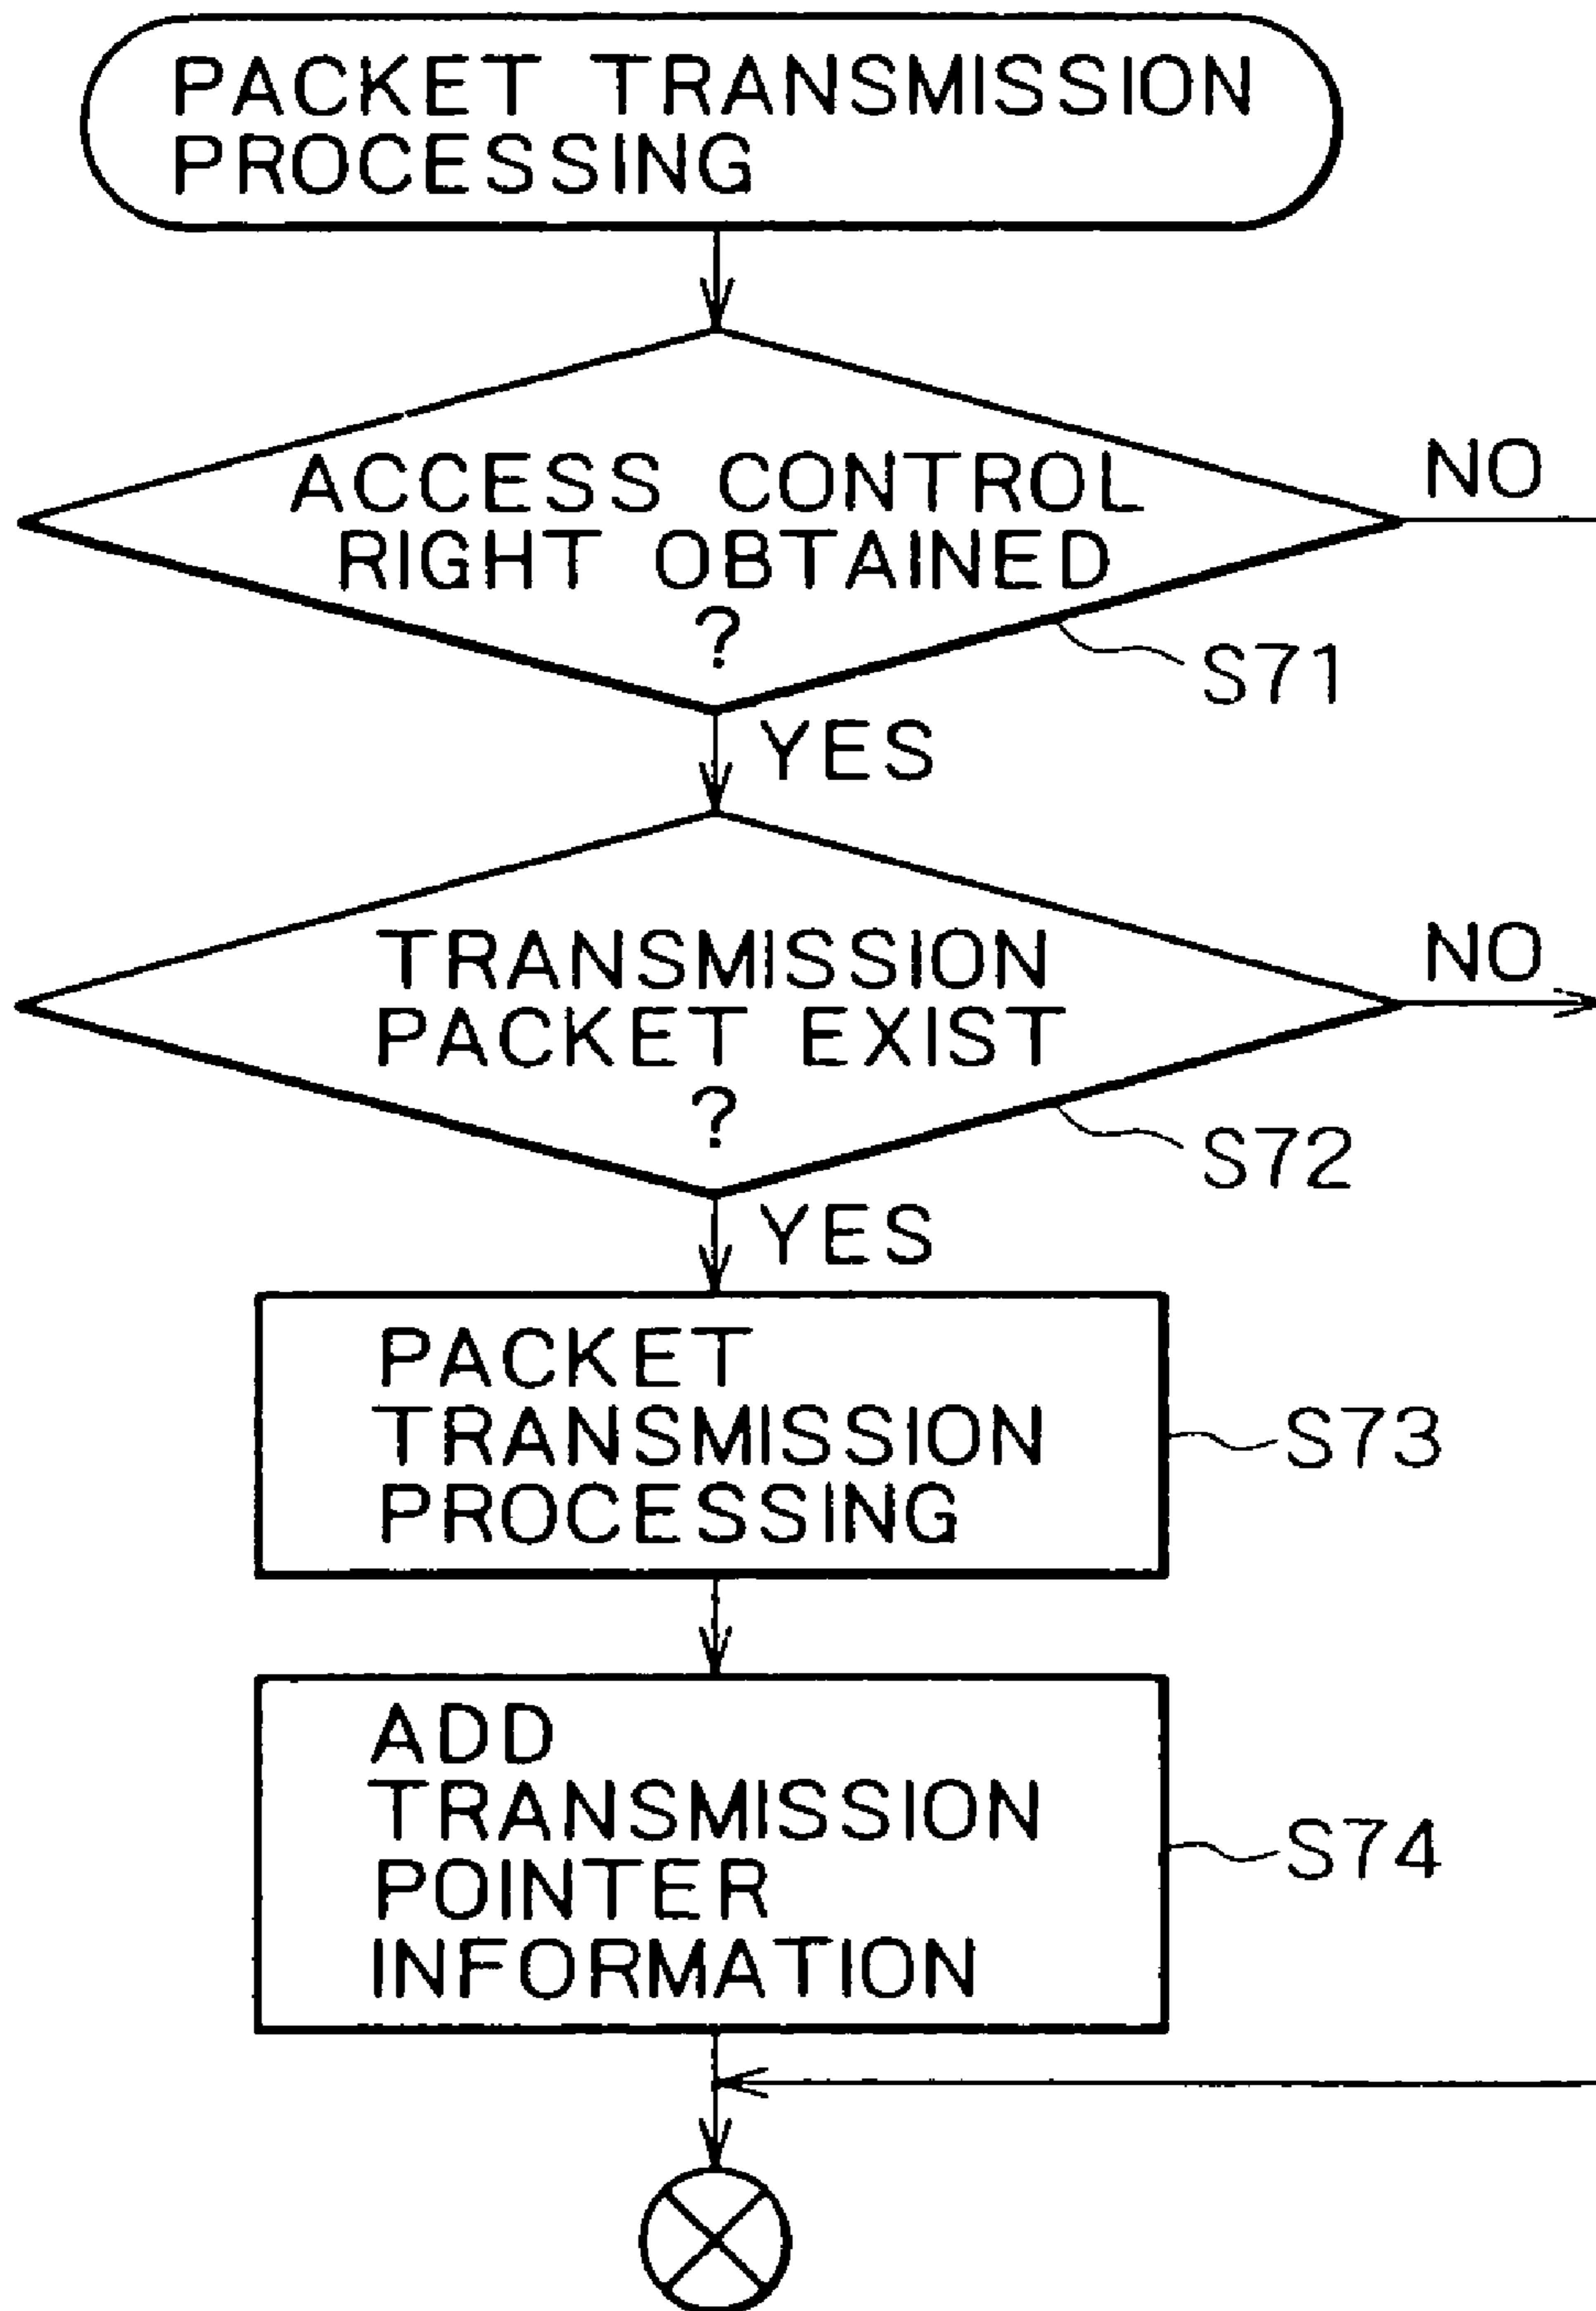 PACKET TRANSMISSION
PROCESSING
ACCESS CONTROL
RIGHT OBTAINED
?
NO
S71
YES
TRANSMISSION
PACKET EXIST
?
NO
S72
YES
PACKET
TRANSMISSION
PROCESSING
S73
ADD
TRANSMISSION
POINTER
INFORMATION
S74